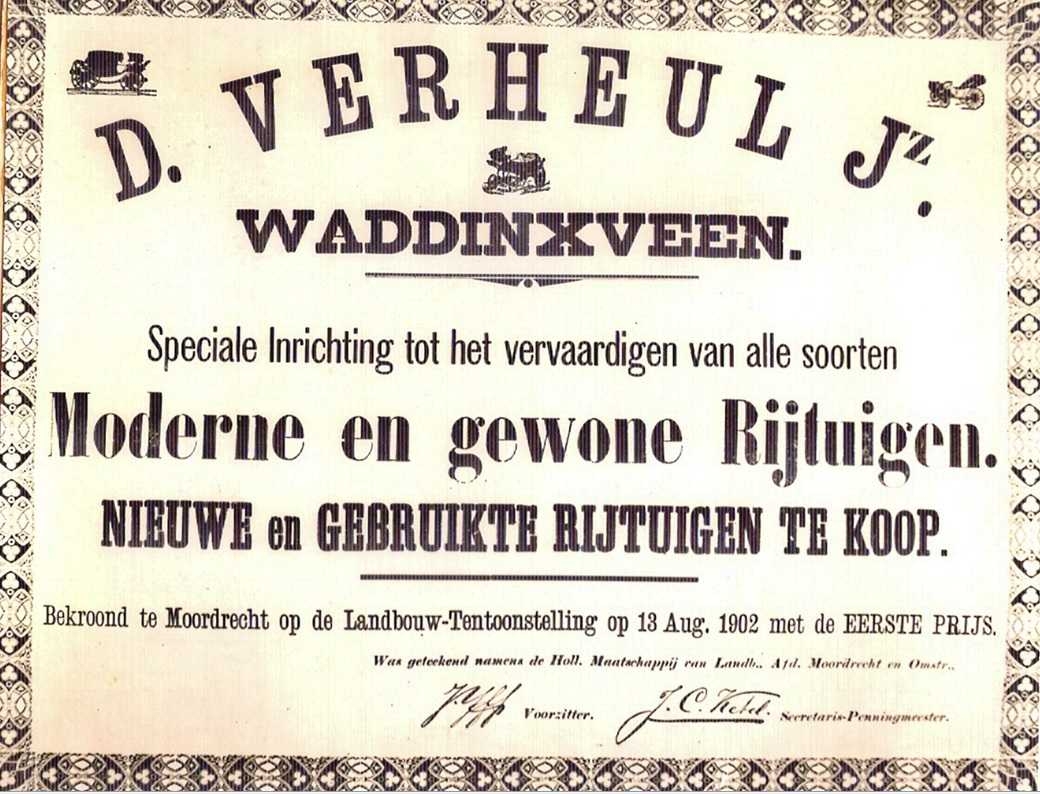 D. VERHEUL Jz.
WADDINXVEEN.
Speciale Inrichting tot het vervaardigen van alle soorten
Moderne en gewone Rijtuigen.
NIEUWE en GEBRUIKTE RIJTUIGEN TE KOOP.
Bekroond te Moordrecht op de Landbouw-Tentoonstelling op 13 Aug. 1902 met de EERSTE PRIJS.
Was geteekend namens de Holl. Maatschappij van Landb., Afd. Moordrecht en Omstr.,
Voorzitter. J. C. Secretaris-Penningmeester.